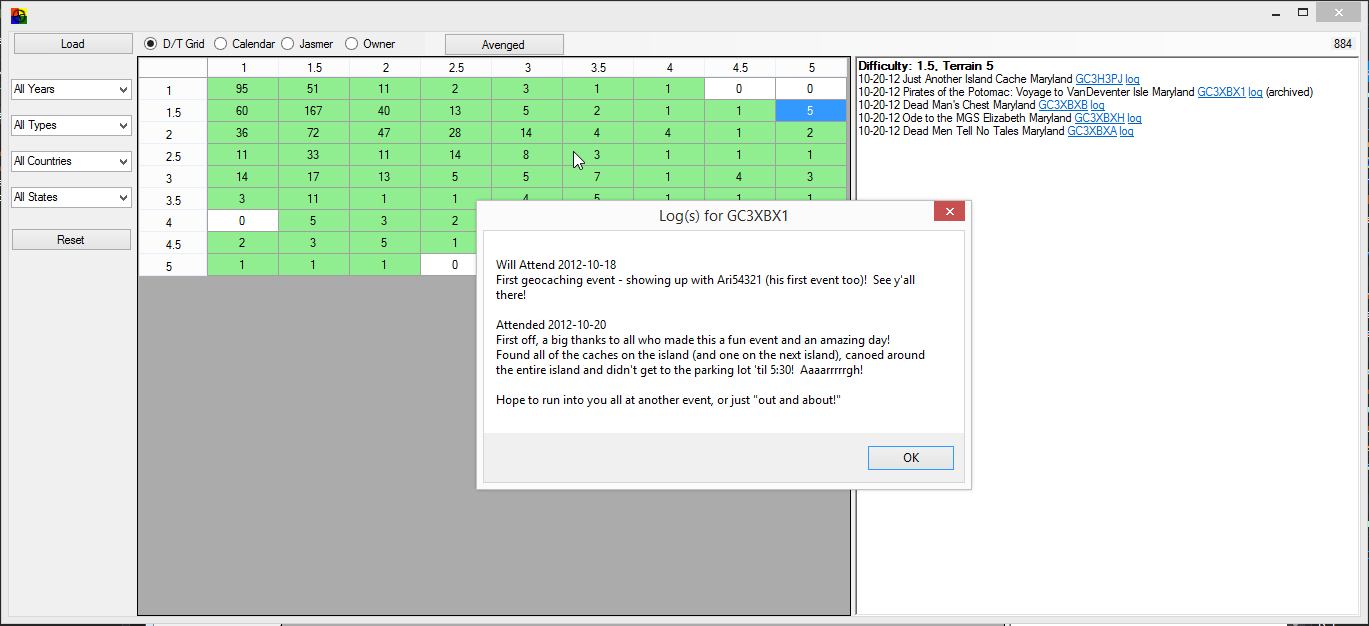 Load D/T Grid Calendar Jasmer Owner Avenged 884
All Years
All Types
All Countries
All States
Reset
1 1.5 2 2.5 3 3.5 4 4.5 5
1 95 51 11 2 3 1 1 0 0
1.5 60 167 40 13 5 2 1 1 5
2 36 72 47 28 14 4 4 1 2
2.5 11 33 11 14 8 3 1 1 1
3 14 17 13 5 5 7 1 4 3
3.5 3 11 1 1
4 0 5 3 2
4.5 2 3 5 1
5 1 1 1 0
Difficulty: 1.5, Terrain 5
10-20-12 Just Another Island Cache Maryland GC3H3PJ log
10-20-12 Pirates of the Potomac: Voyage to VanDeventer Isle Maryland GC3XBX1 log (archived)
10-20-12 Dead Man's Chest Maryland GC3XBXB log
10-20-12 Ode to the MGS Elizabeth Maryland GC3XBXH log
10-20-12 Dead Men Tell No Tales Maryland GC3XBXA log
Log(s) for GC3XBX1
Will Attend 2012-10-18
First geocaching event - showing up with Ari54321 (his first event too)! See y'all
there!
Attended 2012-10-20
First off, a big thanks to all who made this a fun event and an amazing day!
Found all of the caches on the island (and one on the next island), canoed around
the entire island and didn't get to the parking lot 'til 5:30! Aaaarrrrrgh!
Hope to run into you all at another event, or just "out and about!"
OK